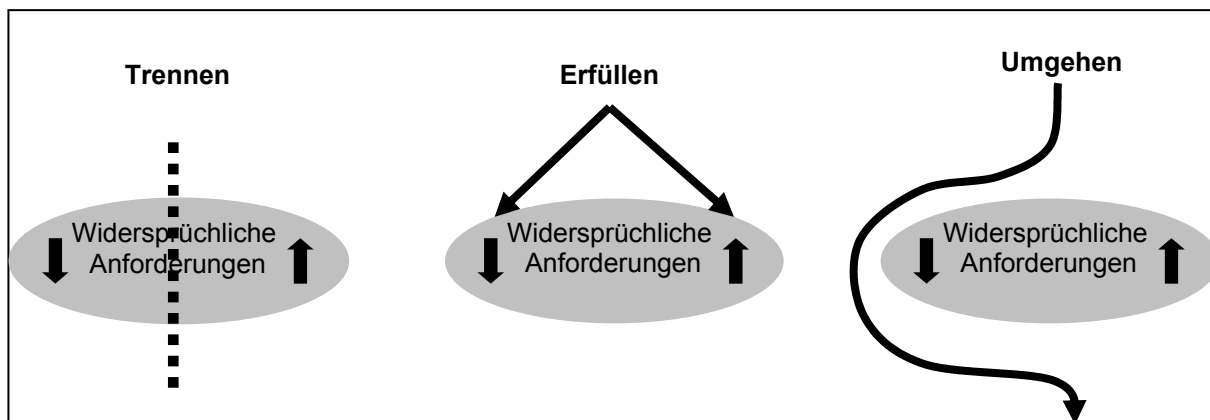 Trennen
Widersprüchliche
Anforderungen
Erfüllen
Widersprüchliche
Anforderungen
Umgehen
Widersprüchliche
Anforderungen